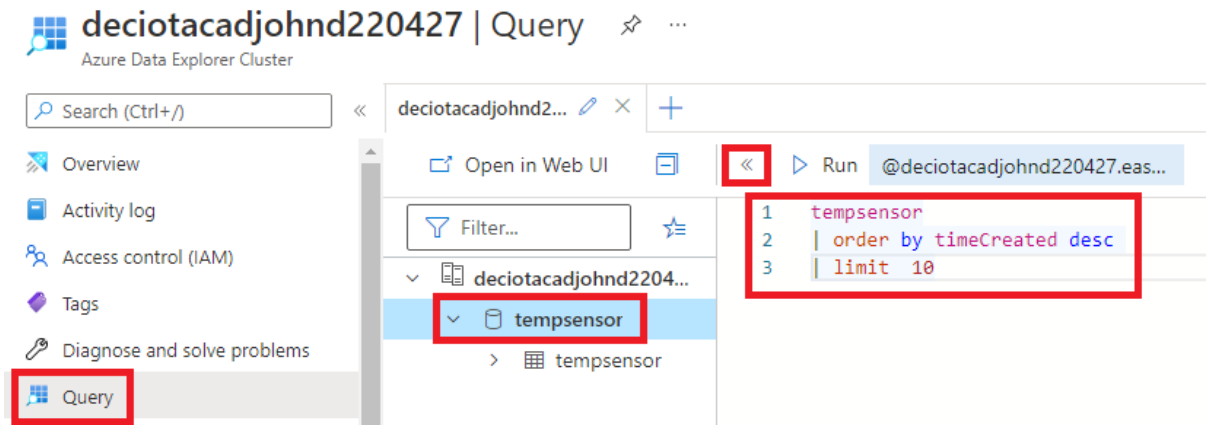 deciotacadjohnd220427 | Query ...
Azure Data Explorer Cluster
Search (Ctrl+/) «
Overview
Activity log
Access control (IAM)
Tags
Diagnose and solve problems
Query
deciotacadjohnd2... × +
Open in Web UI
Filter...
deciotacadjohnd2204...
tempsensor
tempsensor
« Run @deciotacadjohnd220427.eas...
1 tempsensor
2 | order by timeCreated desc
3 | limit 10